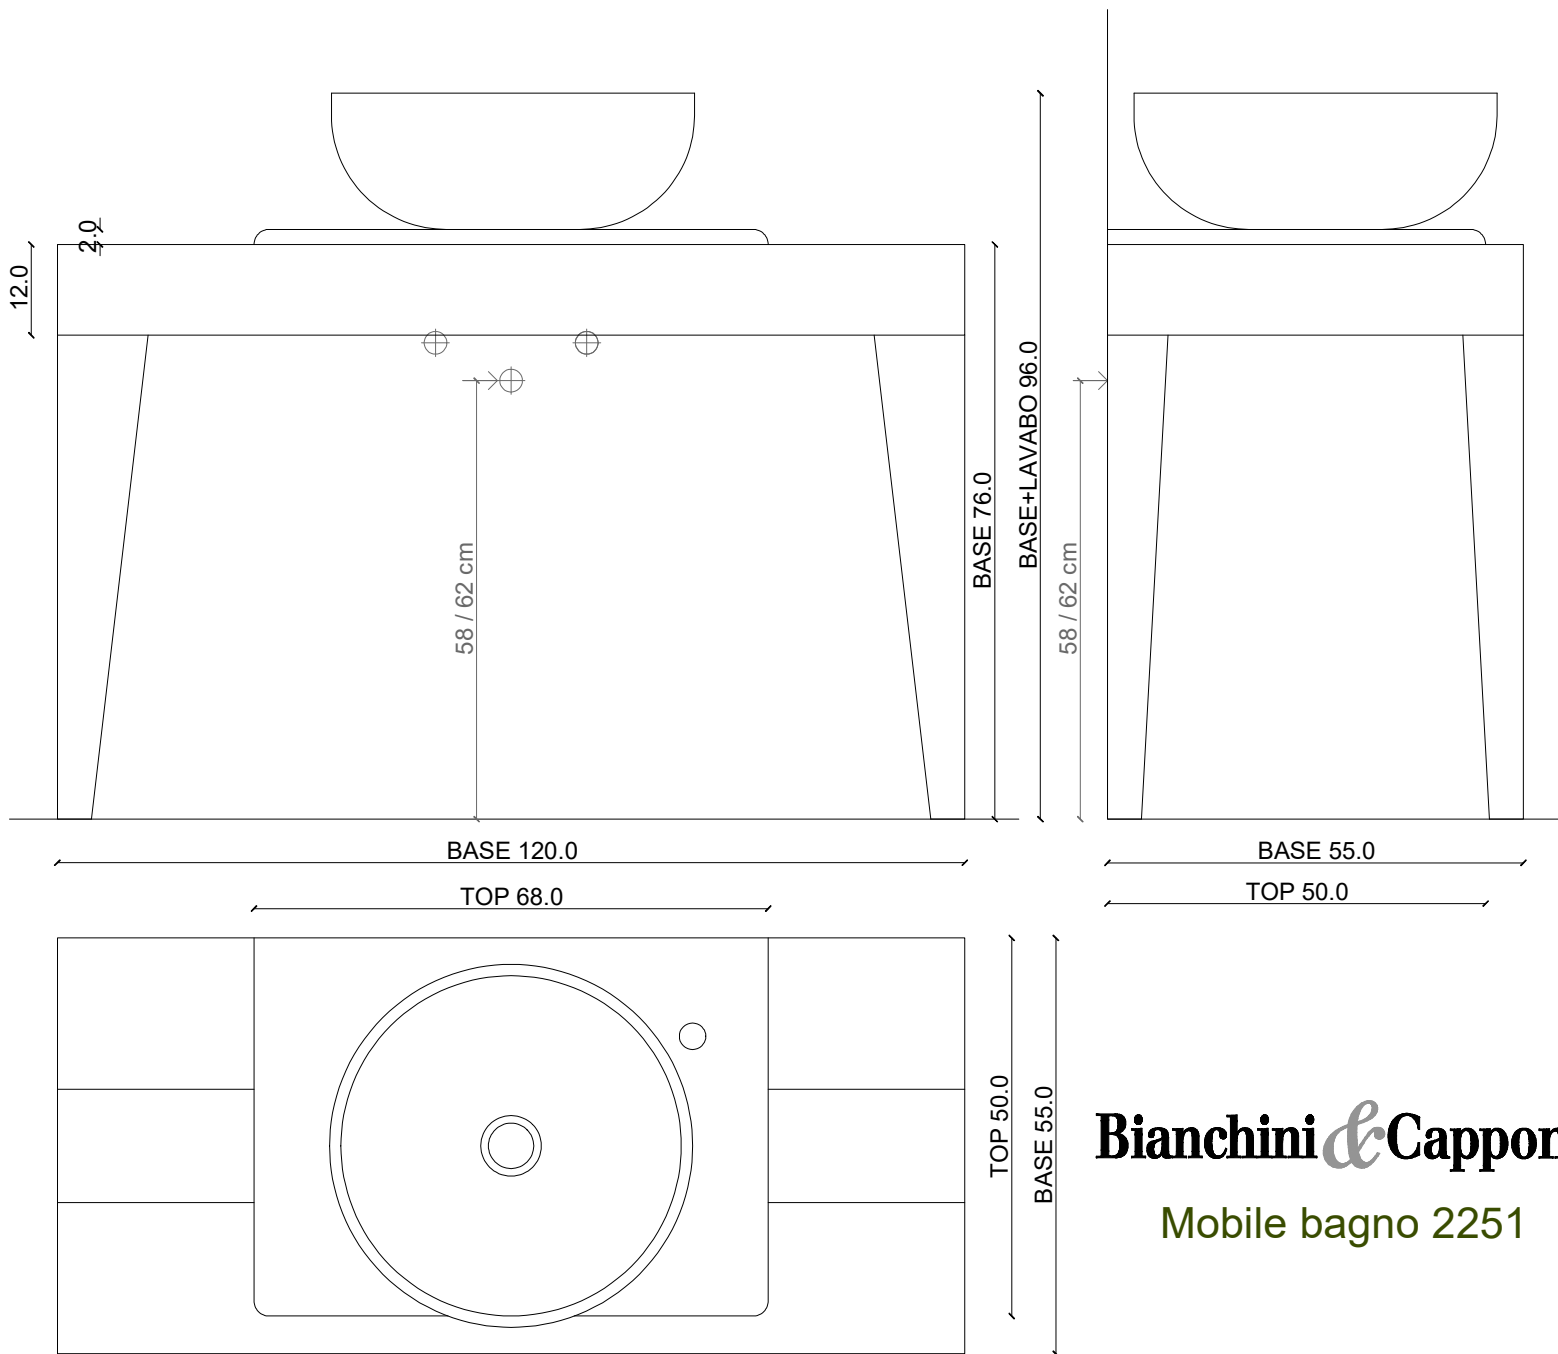 2.0
12.0
BASE 76.0
BASE+LAVABO 96.0
58 / 62 cm
58 / 62 cm
BASE 120.0
BASE 55.0
TOP 68.0
TOP 50.0
TOP 50.0
BASE 55.0
Bianchini&Cappon
Mobile bagno 2251